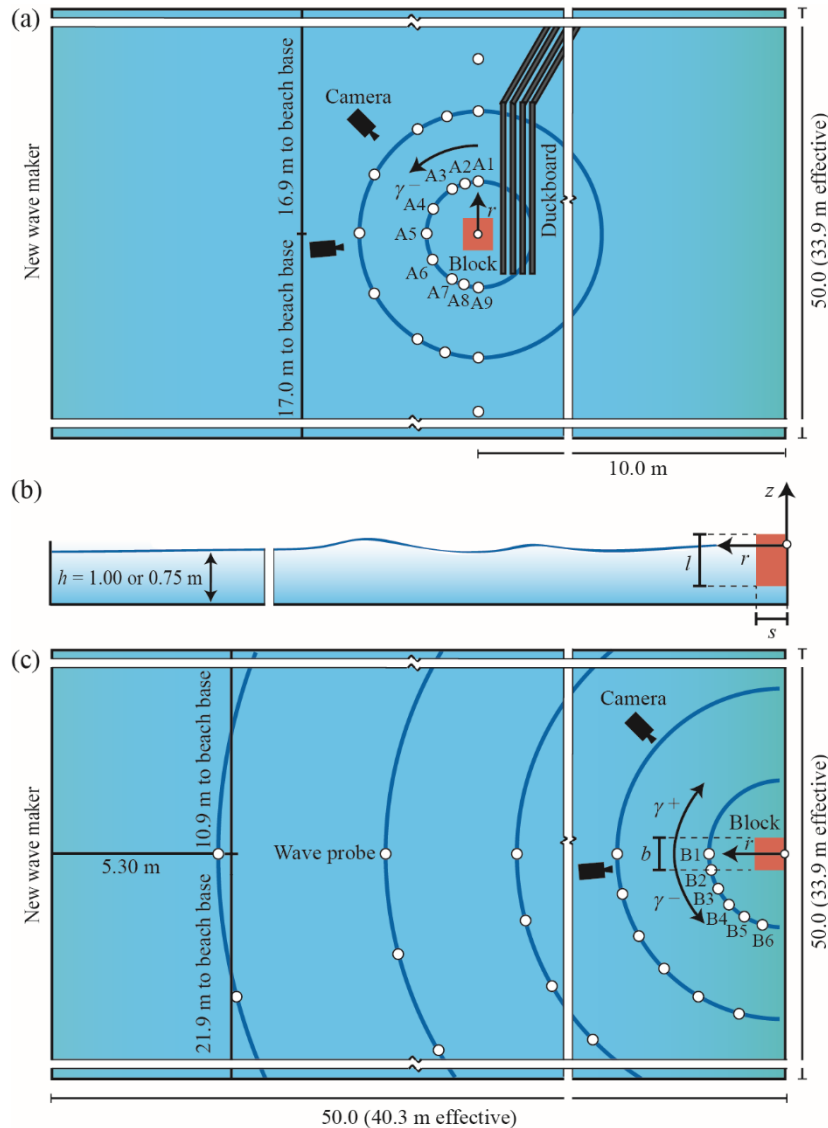 (a)
New wave maker
16.9 m to beach base
17.0 m to beach base
Camera
γ−
A3
A2
A1
A4
r
A5
Block
A6
A7
A8
A9
Duckboard
50.0 (33.9 m effective)
10.0 m
(b)
z
h = 1.00 or 0.75 m
l
r
s
(c)
New wave maker
10.9 m to beach base
21.9 m to beach base
5.30 m
Wave probe
Camera
γ+
Block
b
B1
r
B2
B3
γ−
B4
B5
B6
50.0 (33.9 m effective)
50.0 (40.3 m effective)